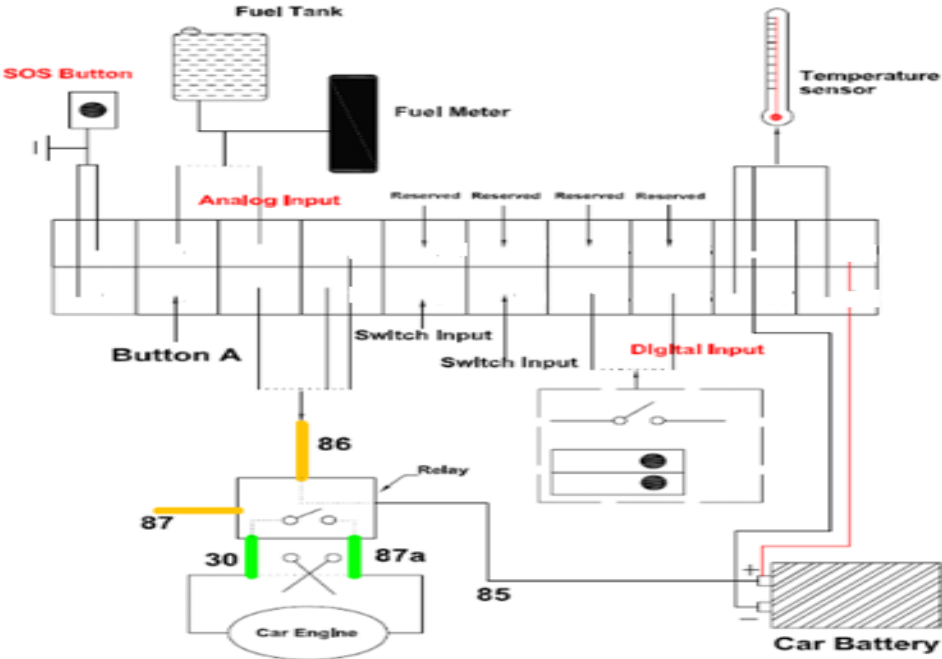 Fuel Tank
SOS Button
Temperature
sensor
Fuel Meter
Analog Input
Reserved
Reserved
Reserved
Reserved
Switch Input
Button A
Switch Input
Digital Input
86
Relay
87
30
87a
85
+
−
Car Engine
Car Battery